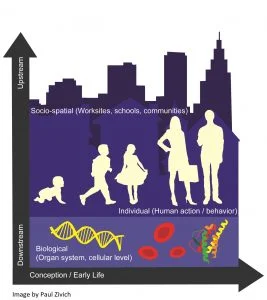 Upstream
Socio-spatial (Worksites, schools, communities)
Individual (Human action / behavior)
Downstream
Biological
(Organ system, cellular level)
Conception / Early Life
Image by Paul Zivich